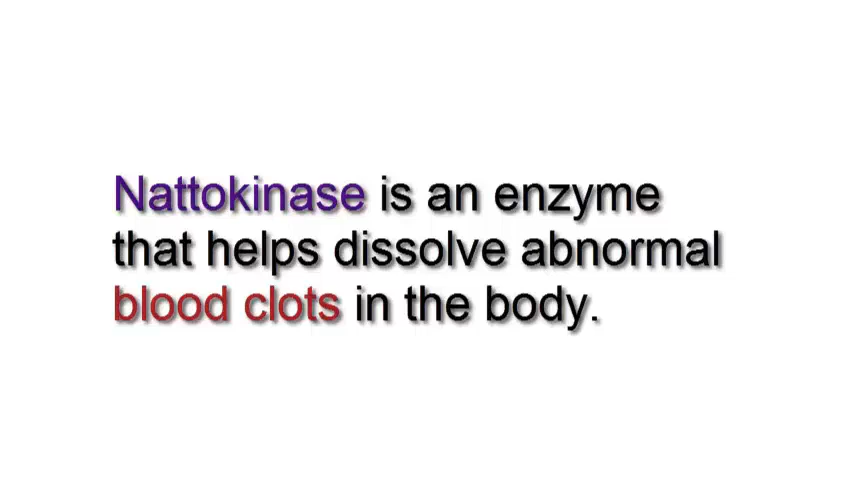 Nattokinase is an enzyme
that helps dissolve abnormal
blood clots in the body.